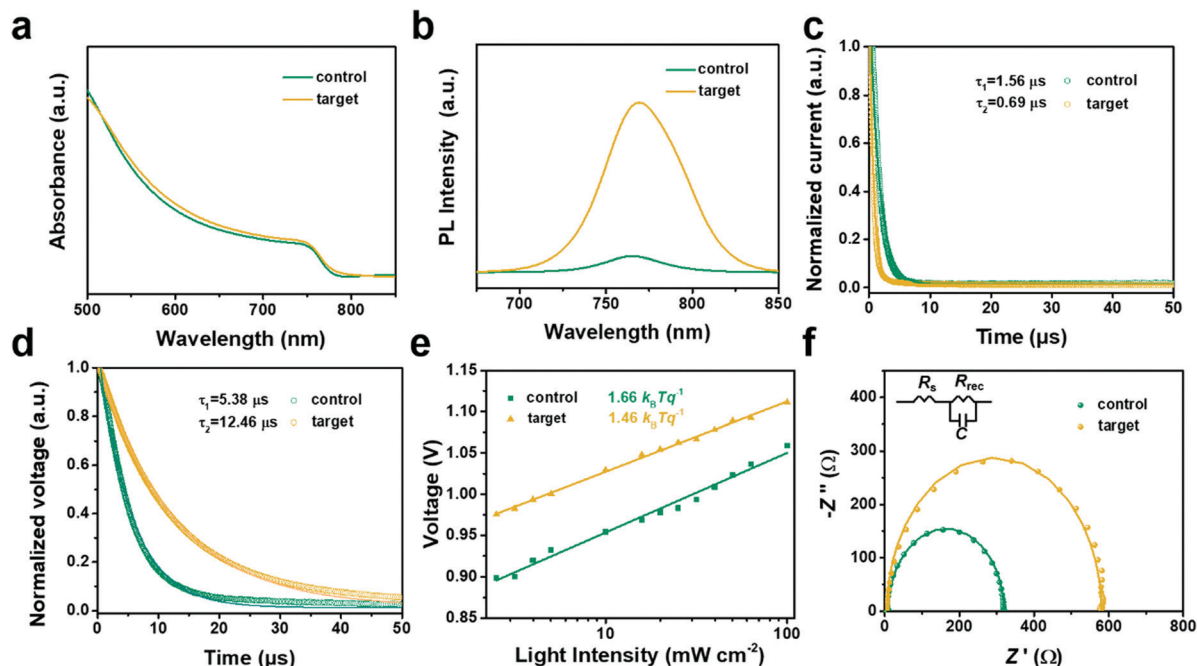 a
control
target
Absorbance (a.u.)
500 600 700 800
Wavelength (nm)
b
control
target
PL Intensity (a.u.)
700 750 800 850
Wavelength (nm)
c
1.0
0.8
0.6
0.4
0.2
0.0
τ₁=1.56 μs control
τ₂=0.69 μs target
Normalized current (a.u.)
0 10 20 30 40 50
Time (μs)
d
1.0
0.8
0.6
0.4
0.2
0.0
τ₁=5.38 μs control
τ₂=12.46 μs target
Normalized voltage (a.u.)
0 10 20 30 40 50
Time (μs)
e
1.15
1.10
1.05
1.00
0.95
0.90
0.85
control 1.66 k_BTq⁻¹
target 1.46 k_BTq⁻¹
Voltage (V)
10 100
Light Intensity (mW cm⁻²)
f
400
300
200
100
0
R_s R_rec
C
control
target
-Z'' (Ω)
0 200 400 600 800
Z' (Ω)